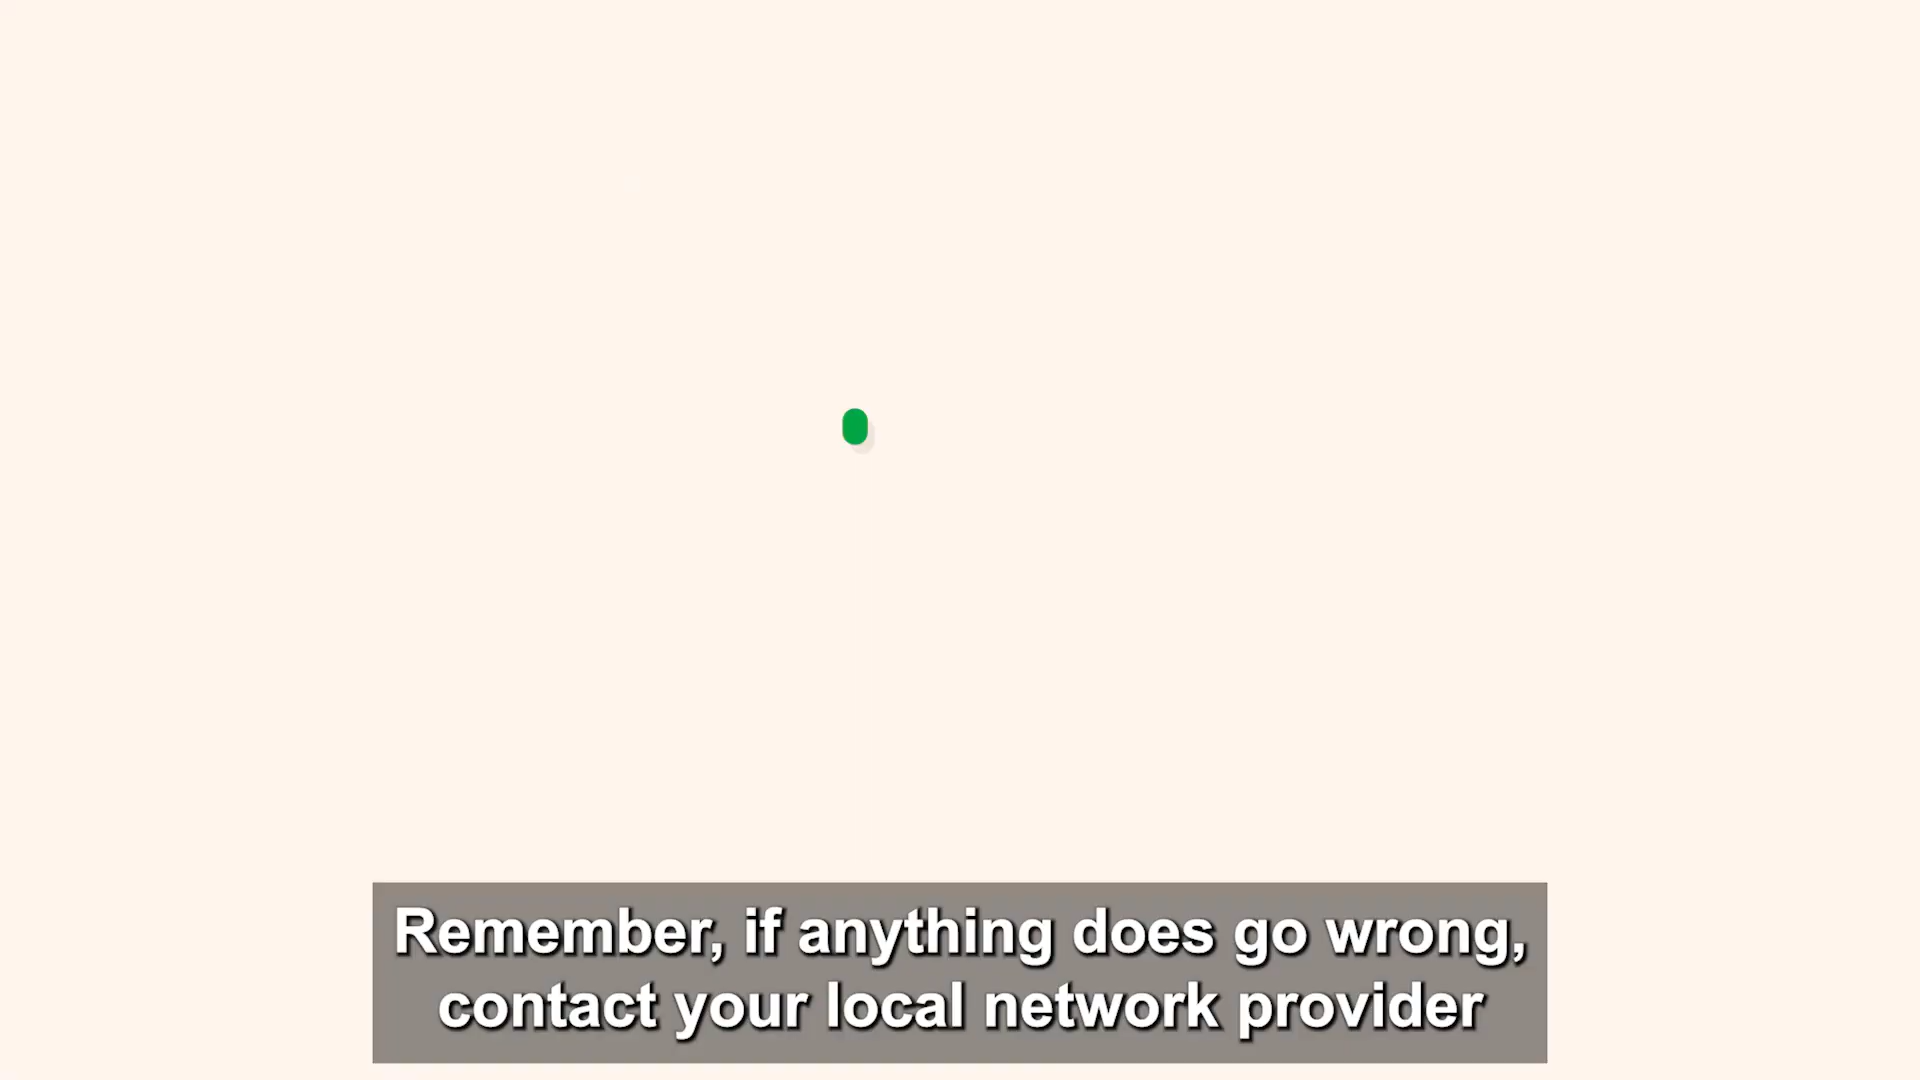 Remember, if anything does go wrong,
contact your local network provider